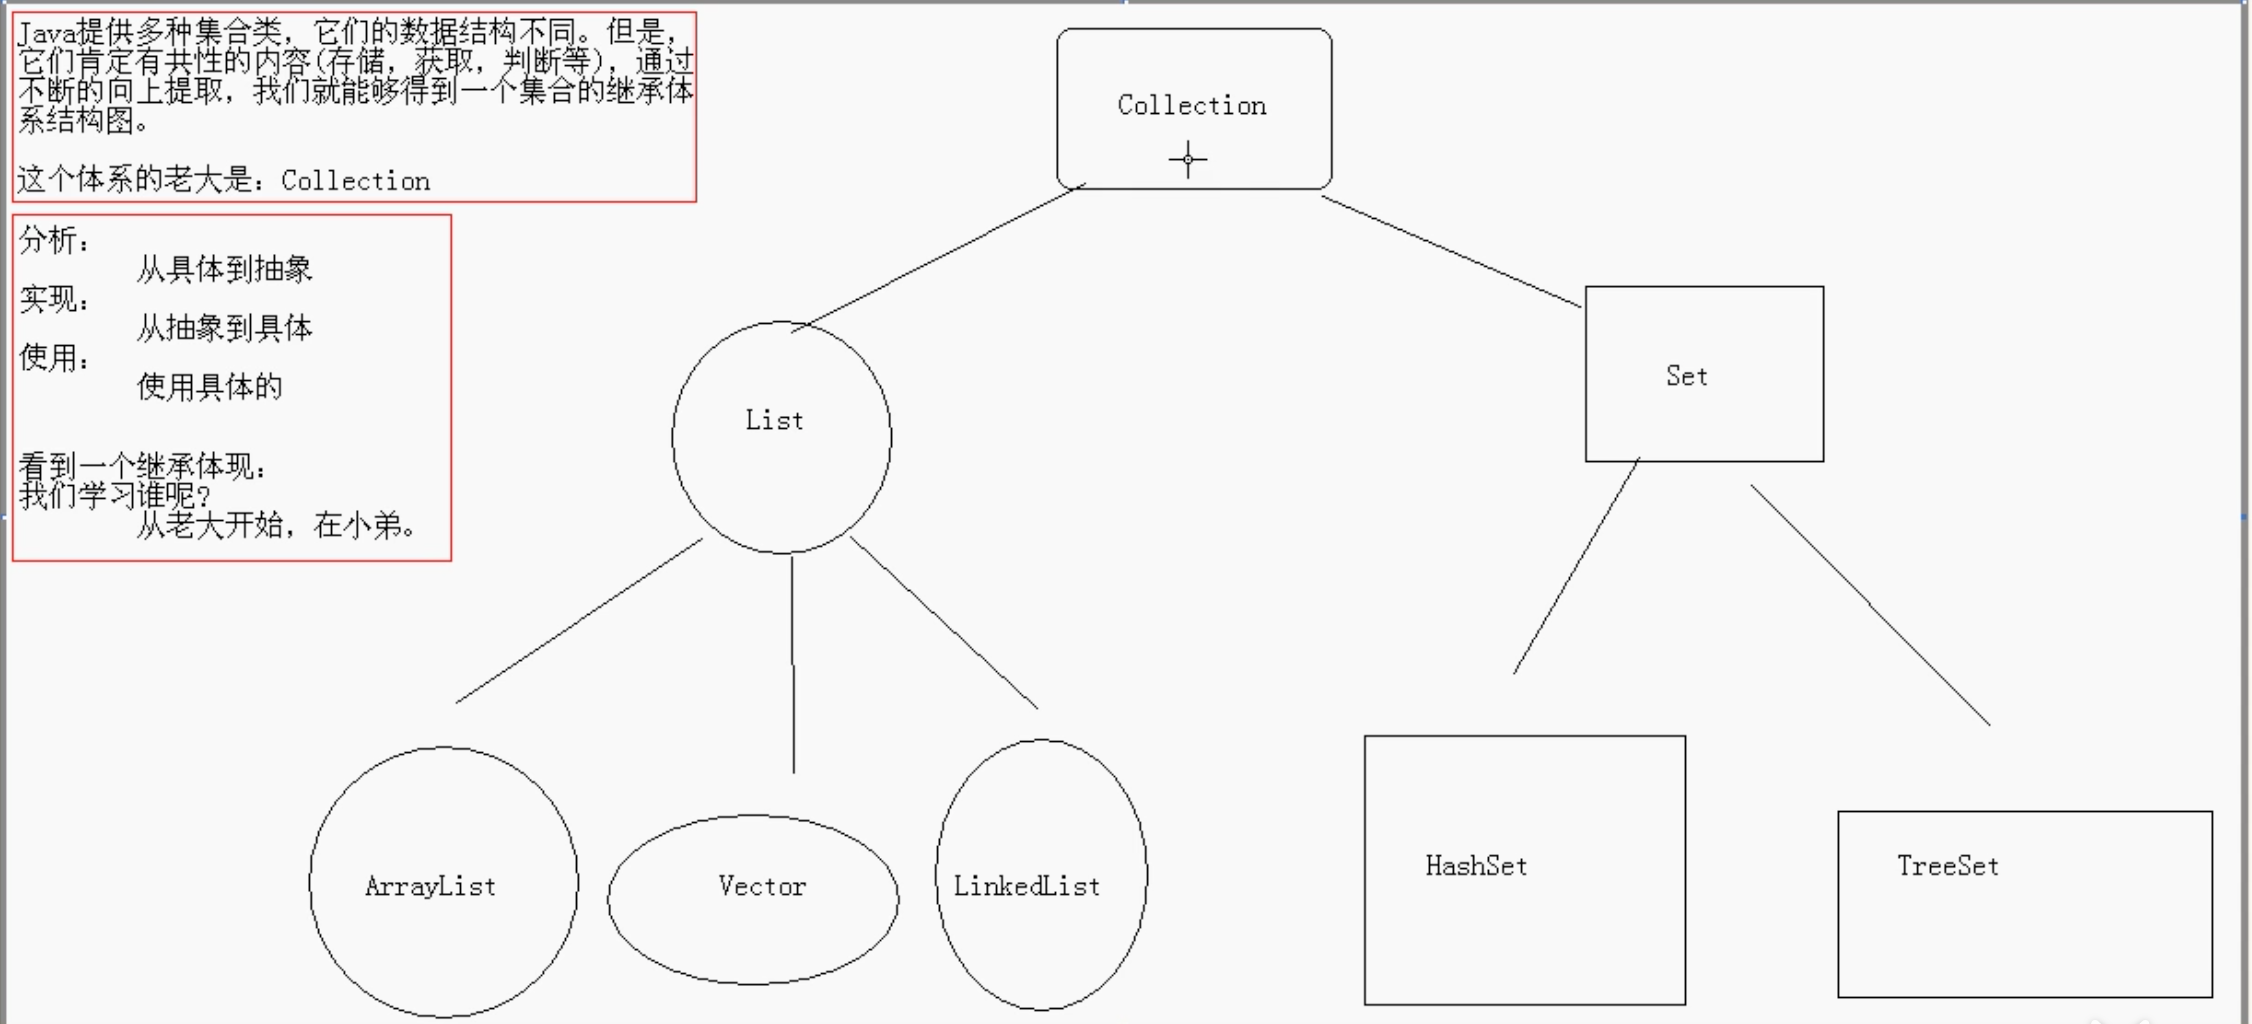 Java提供多种集合类，它们的数据结构不同。但是，
它们肯定有共性的内容(存储，获取，判断等)，通过
不断的向上提取，我们就能够得到一个集合的继承体
系结构图。
这个体系的老大是：Collection
分析：
从具体到抽象
实现：
从抽象到具体
使用：
使用具体的
看到一个继承体现：
我们学习谁呢?
从老大开始，在小弟。
Collection
List
Set
ArrayList
Vector
LinkedList
HashSet
TreeSet